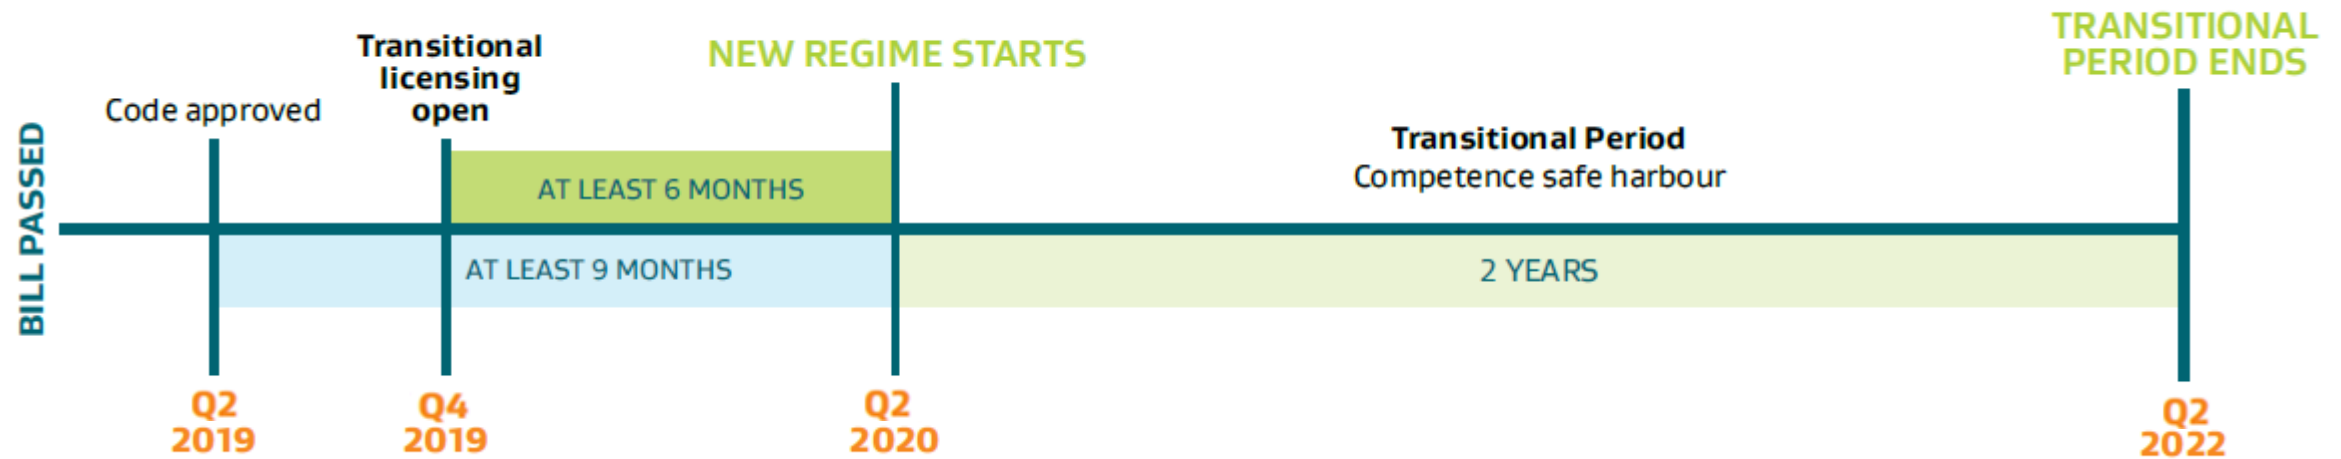 BILL PASSED
Code approved
Transitional
licensing
open
NEW REGIME STARTS
TRANSITIONAL
PERIOD ENDS
AT LEAST 6 MONTHS
Transitional Period
Competence safe harbour
AT LEAST 9 MONTHS
2 YEARS
Q2
2019
Q4
2019
Q2
2020
Q2
2022